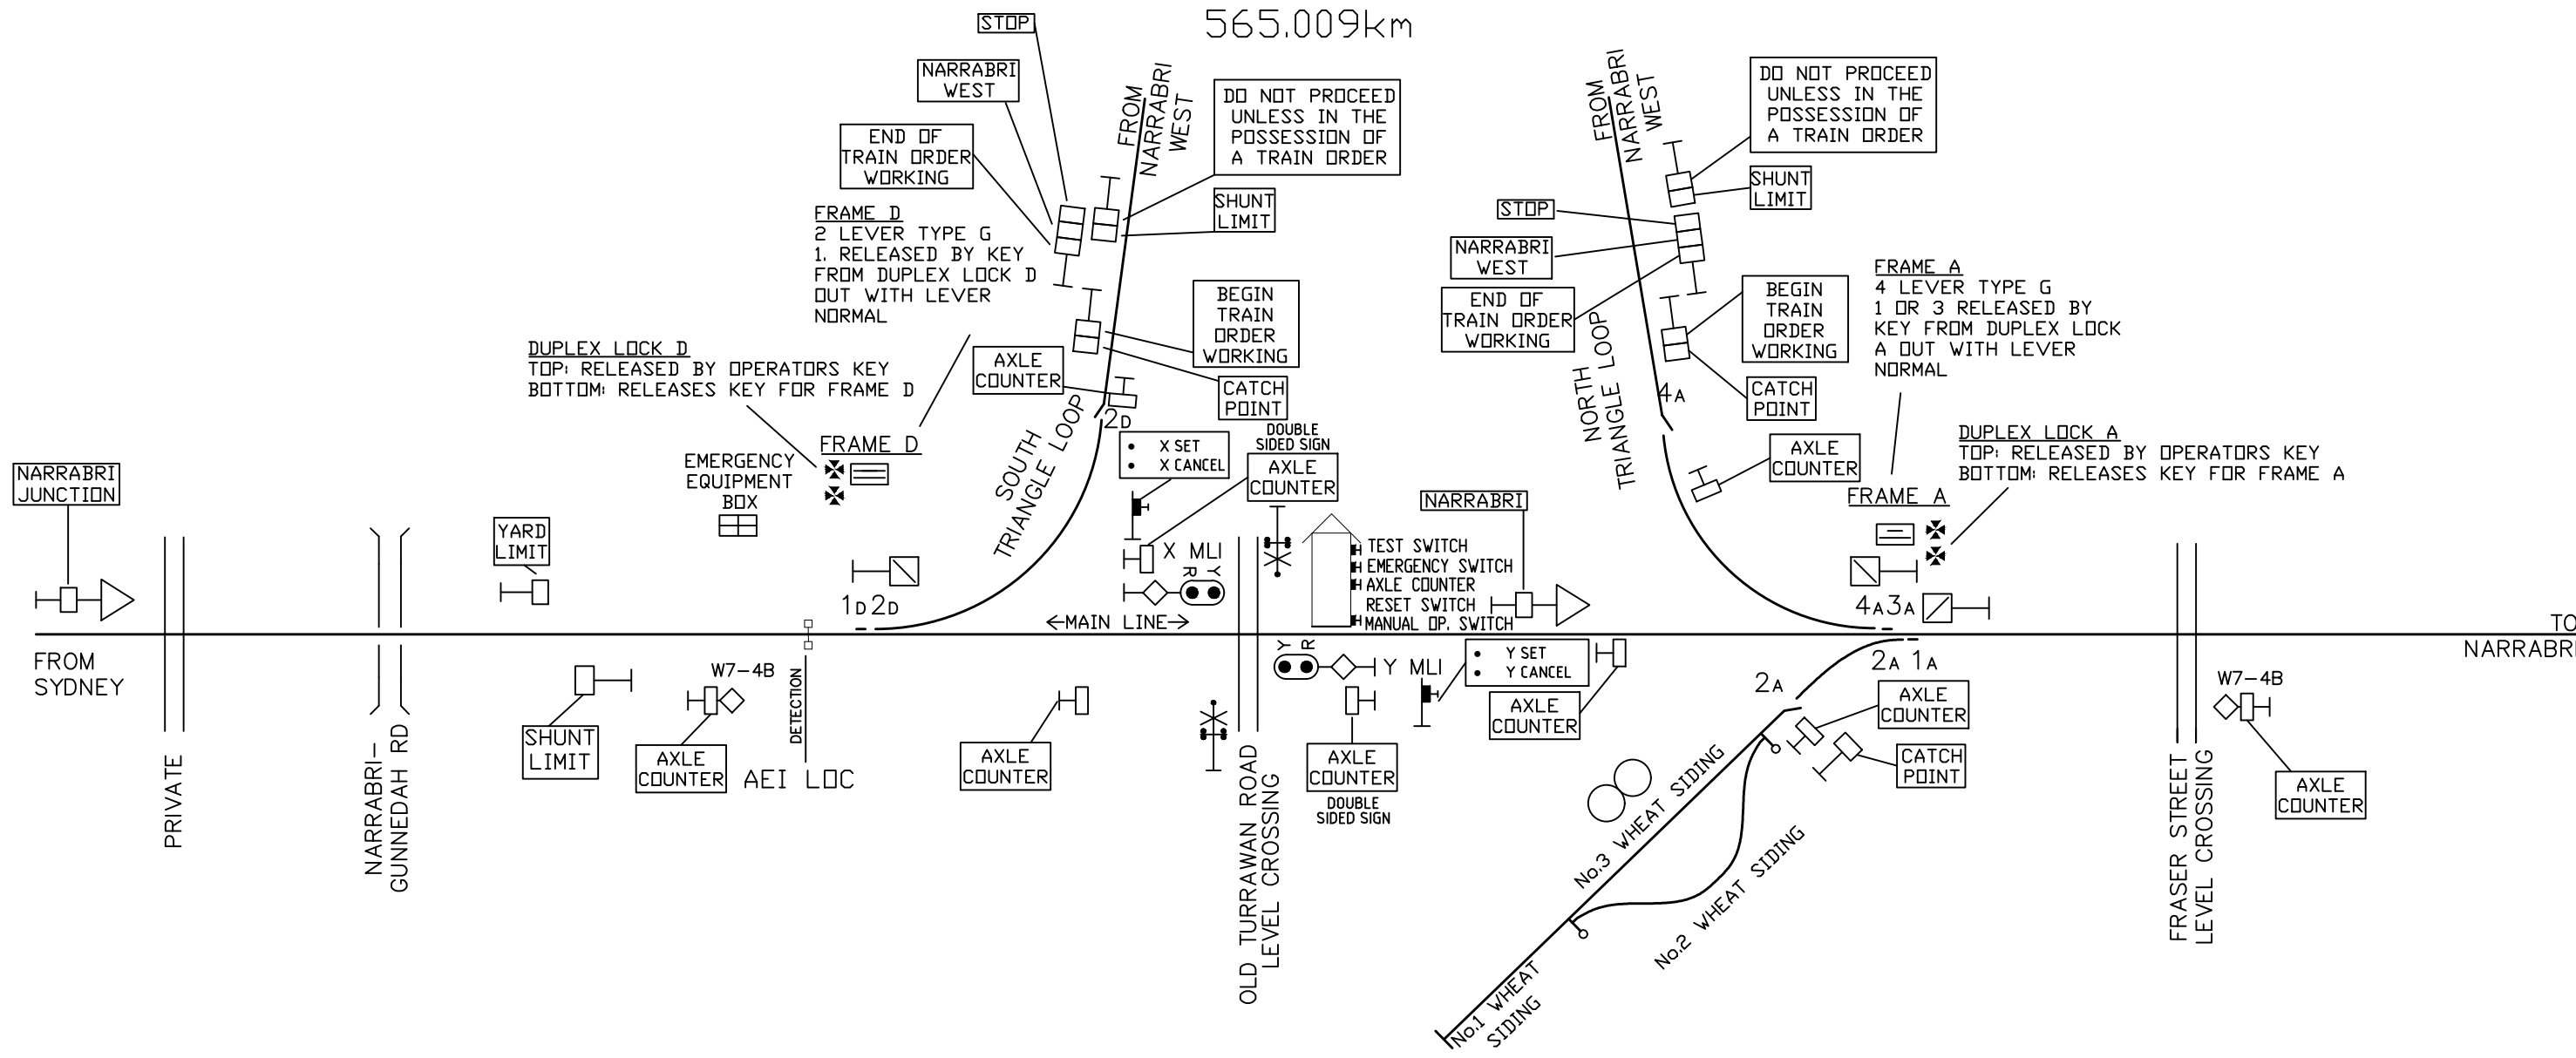 565.009km
STOP
NARRABRI
WEST
END OF
TRAIN ORDER
WORKING
FROM
NARRABRI
WEST
DO NOT PROCEED
UNLESS IN THE
POSSESSION OF
A TRAIN ORDER
SHUNT
LIMIT
FRAME D
2 LEVER TYPE G
1. RELEASED BY KEY
FROM DUPLEX LOCK D
OUT WITH LEVER
NORMAL
BEGIN
TRAIN
ORDER
WORKING
CATCH
POINT
AXLE
COUNTER
DUPLEX LOCK D
TOP: RELEASED BY OPERATORS KEY
BOTTOM: RELEASES KEY FOR FRAME D
FRAME D
EMERGENCY
EQUIPMENT
BOX
SOUTH
TRIANGLE LOOP
2D
1D 2D
FROM
NARRABRI
WEST
DO NOT PROCEED
UNLESS IN THE
POSSESSION OF
A TRAIN ORDER
SHUNT
LIMIT
STOP
NARRABRI
WEST
END OF
TRAIN ORDER
WORKING
BEGIN
TRAIN
ORDER
WORKING
CATCH
POINT
FRAME A
4 LEVER TYPE G
1 OR 3 RELEASED BY
KEY FROM DUPLEX LOCK
A OUT WITH LEVER
NORMAL
NORTH
TRIANGLE LOOP
4A
AXLE
COUNTER
DUPLEX LOCK A
TOP: RELEASED BY OPERATORS KEY
BOTTOM: RELEASES KEY FOR FRAME A
FRAME A
4A 3A
NARRABRI
JUNCTION
YARD
LIMIT
X SET
X CANCEL
DOUBLE
SIDED SIGN
AXLE
COUNTER
X MLI
R Y
←MAIN LINE→
TEST SWITCH
EMERGENCY SWITCH
AXLE COUNTER
RESET SWITCH
MANUAL OP. SWITCH
NARRABRI
FROM
SYDNEY
TO
NARRABRI
PRIVATE
NARRABRI-
GUNNEDAH RD
SHUNT
LIMIT
W7-4B
AXLE
COUNTER
DETECTION
AEI LOC
AXLE
COUNTER
OLD TURRAWAN ROAD
LEVEL CROSSING
Y R
Y MLI
AXLE
COUNTER
DOUBLE
SIDED SIGN
Y SET
Y CANCEL
AXLE
COUNTER
2A 1A
2A
AXLE
COUNTER
CATCH
POINT
No.3 WHEAT SIDING
No.2 WHEAT SIDING
No.1 WHEAT
SIDING
FRASER STREET
LEVEL CROSSING
W7-4B
AXLE
COUNTER